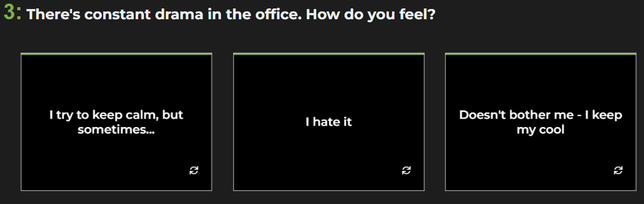 3: There's constant drama in the office. How do you feel?
I try to keep calm, but
sometimes...
I hate it
Doesn't bother me - I keep
my cool